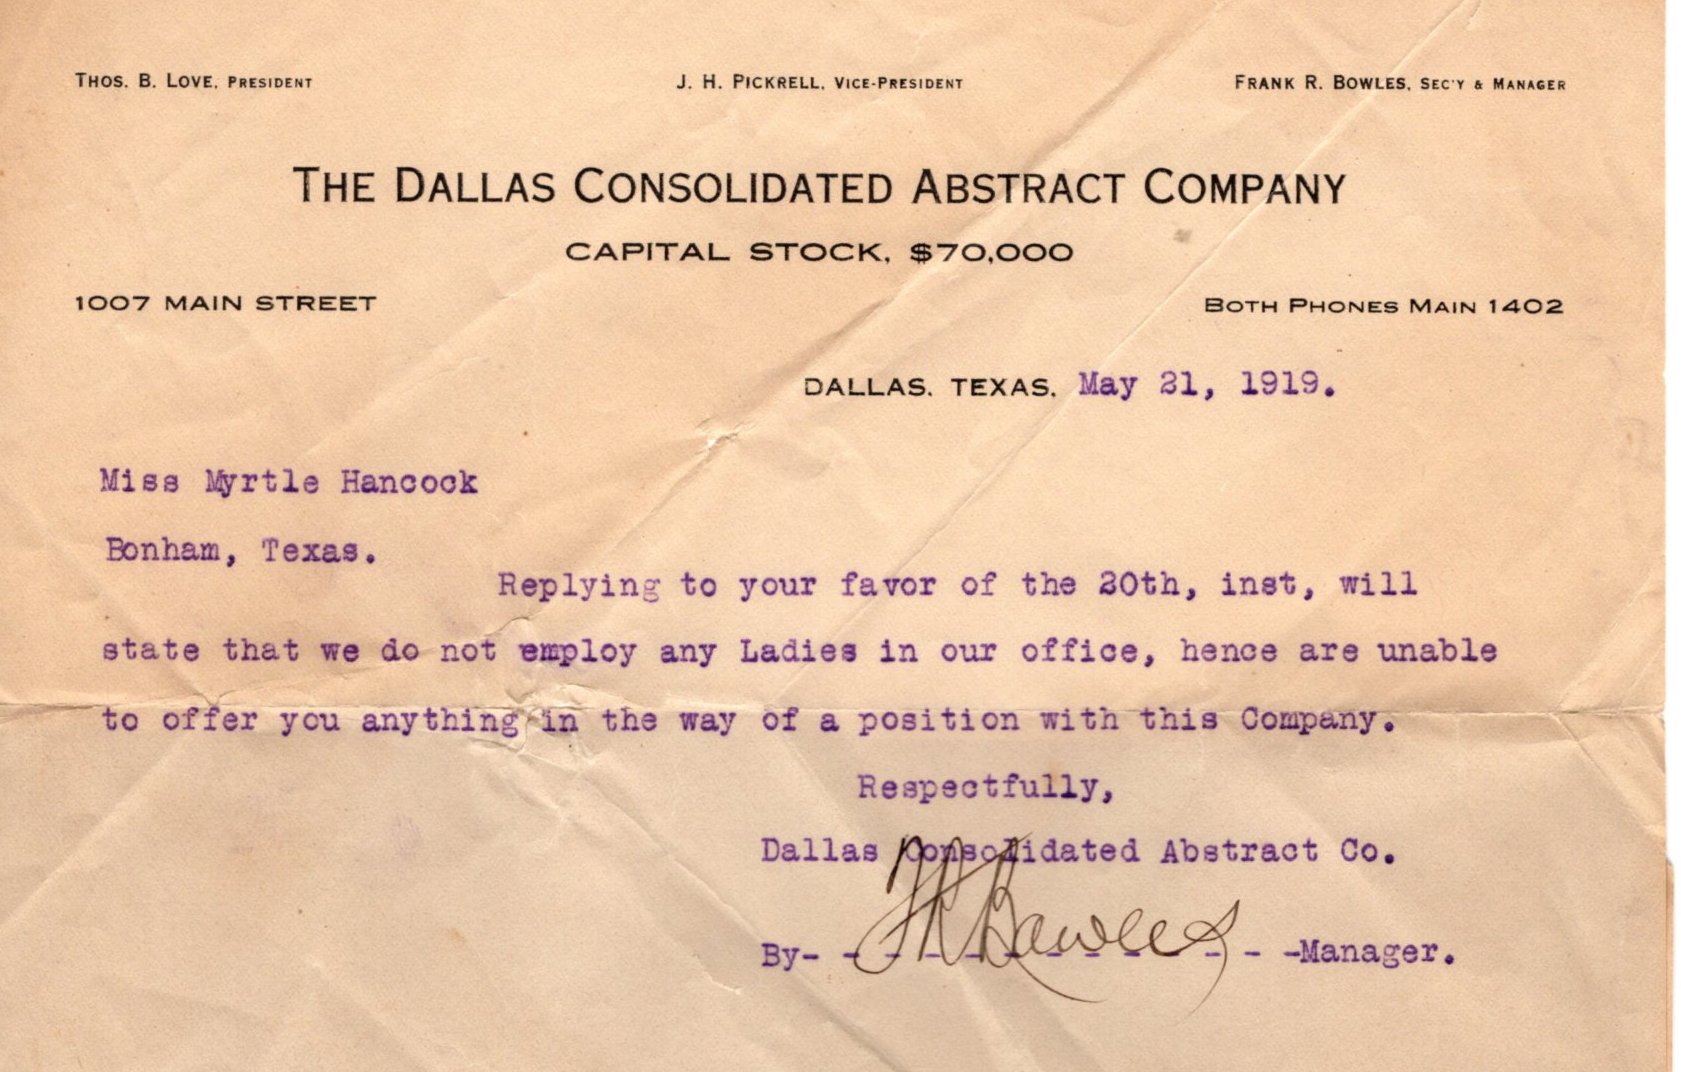 THOS. B. LOVE, PRESIDENT
J. H. PICKRELL, VICE-PRESIDENT
FRANK R. BOWLES, SEC'Y & MANAGER
THE DALLAS CONSOLIDATED ABSTRACT COMPANY
CAPITAL STOCK, $70,000
1007 MAIN STREET
BOTH PHONES MAIN 1402
DALLAS, TEXAS, May 21, 1919.
Miss Myrtle Hancock
Bonham, Texas.
Replying to your favor of the 20th, inst, will
state that we do not employ any Ladies in our office, hence are unable
to offer you anything in the way of a position with this Company.
Respectfully,
Dallas Consolidated Abstract Co.
By- - - - - - - - - - - -Manager.
FR Bowles